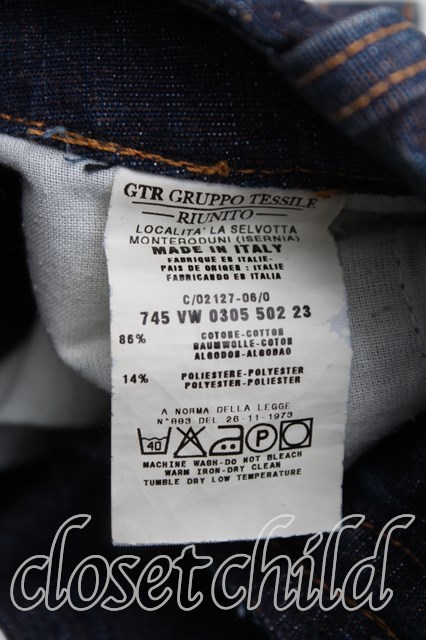 GTR GRUPPO TESSILE
RIUNITO
LOCALITA' LA SELVOTTA
MONTERODUNI (ISERNIA)
MADE IN ITALY
FABRIQUE EN ITALIE-
PAIS DE ORIGEN : ITALIE
FABRICADO EN ITALIA
C/02127-06/0
745 VW 0305 502 23
86% COTONE-COTTON
BAUMWOLLE-COTON
ALGODON-ALGODAO
14% POLIESTERE-POLYESTER
POLYESTER-POLIESTER
A NORMA DELLA LEGGE
N°883 DEL 26-11-1973
40 P
MACHINE WASH-DO NOT BLEACH
WARM IRON-DRY CLEAN
TUMBLE DRY LOW TEMPERATURE
closetchild